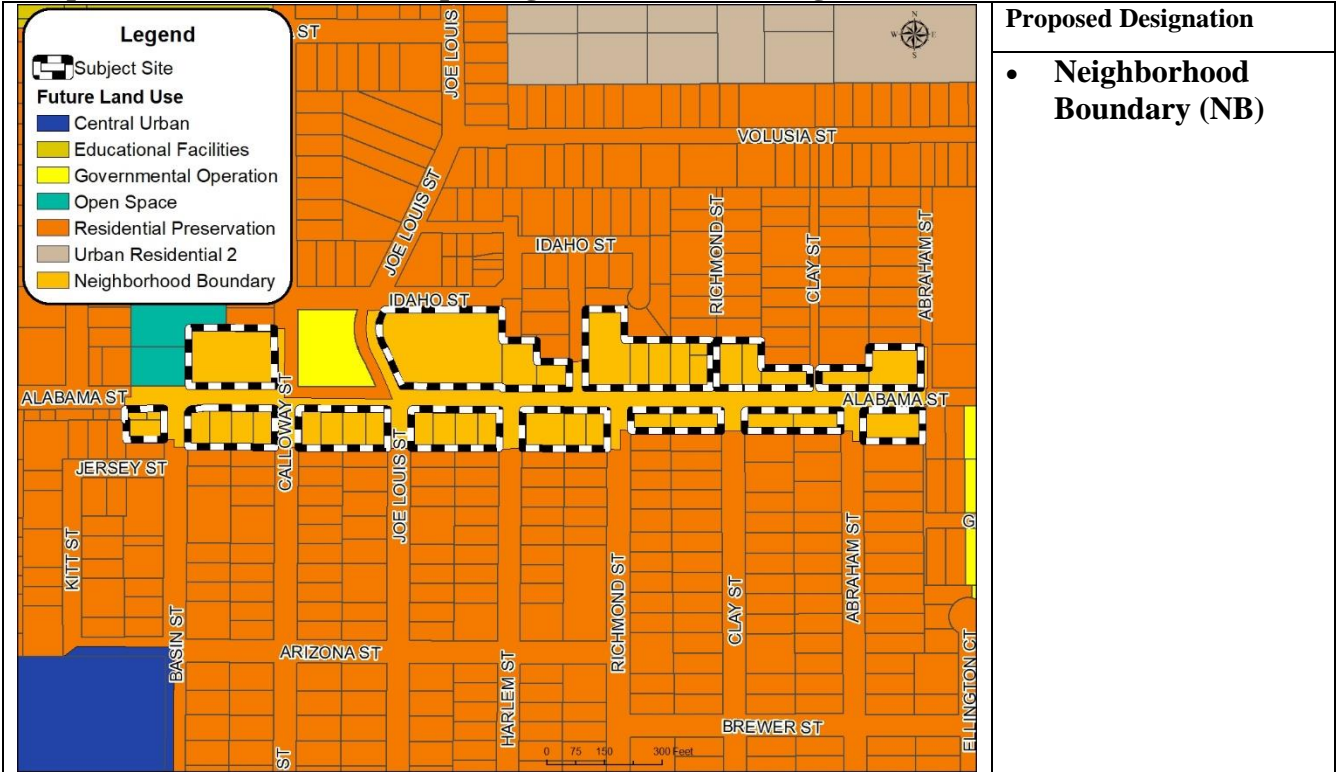 Legend
Subject Site
Future Land Use
Central Urban
Educational Facilities
Governmental Operation
Open Space
Residential Preservation
Urban Residential 2
Neighborhood Boundary
ST
JOE LOUIS
N
W E
S
Proposed Designation
• Neighborhood
Boundary (NB)
VOLUSIA ST
JOE LOUIS ST
IDAHO ST
RICHMOND ST
CLAY ST
ABRAHAM ST
IDAHO ST
ALABAMA ST
ALABAMA ST
CALLOWAY ST
JERSEY ST
JOE LOUIS ST
G
KITT ST
BASIN ST
ARIZONA ST
HARLEM ST
RICHMOND ST
CLAY ST
ABRAHAM ST
ELLINGTON CT
BREWER ST
ST
0 75 150 300 Feet